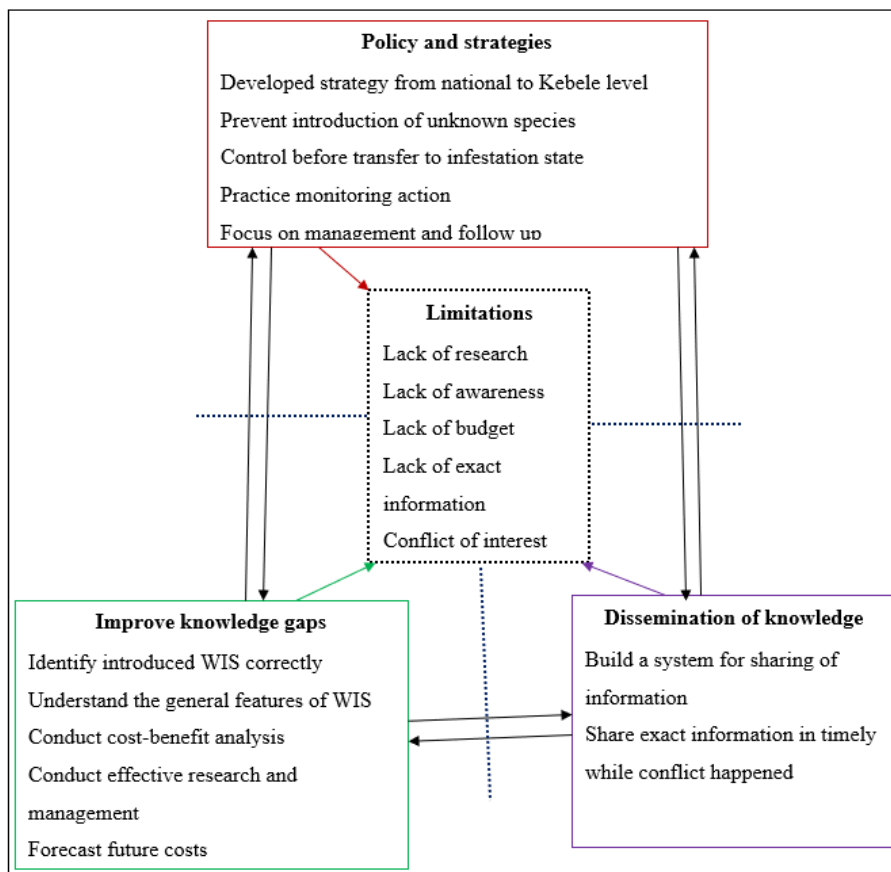 Policy and strategies
Developed strategy from national to Kebele level
Prevent introduction of unknown species
Control before transfer to infestation state
Practice monitoring action
Focus on management and follow up
Limitations
Lack of research
Lack of awareness
Lack of budget
Lack of exact
information
Conflict of interest
Improve knowledge gaps
Identify introduced WIS correctly
Understand the general features of WIS
Conduct cost-benefit analysis
Conduct effective research and
management
Forecast future costs
Dissemination of knowledge
Build a system for sharing of
information
Share exact information in timely
while conflict happened